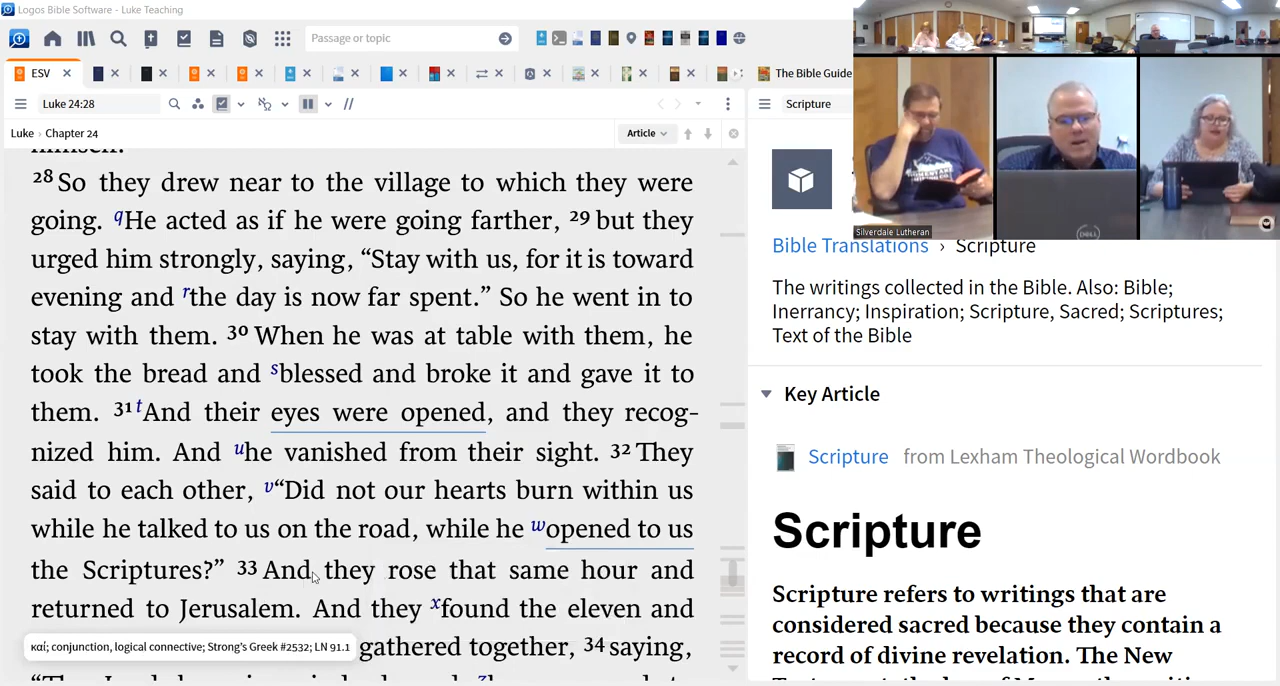 Logos Bible Software - Luke Teaching
Passage or topic
ESV
The Bible Guide
Luke 24:28
Scripture
Luke › Chapter 24
Article
himself.
28 So they drew near to the village to which they were
going. qHe acted as if he were going farther, 29 but they
urged him strongly, saying, “Stay with us, for it is toward
evening and rthe day is now far spent.” So he went in to
stay with them. 30 When he was at table with them, he
took the bread and sblessed and broke it and gave it to
them. 31 tAnd their eyes were opened, and they recog-
nized him. And uhe vanished from their sight. 32 They
said to each other, v“Did not our hearts burn within us
while he talked to us on the road, while he wopened to us
the Scriptures?” 33 And they rose that same hour and
returned to Jerusalem. And they xfound the eleven and
gathered together, 34 saying,
καί; conjunction, logical connective; Strong's Greek #2532; LN 91.1
Silverdale Lutheran
DELL
Bible Translations › Scripture
The writings collected in the Bible. Also: Bible;
Inerrancy; Inspiration; Scripture, Sacred; Scriptures;
Text of the Bible
Key Article
Scripture from Lexham Theological Wordbook
Scripture
Scripture refers to writings that are
considered sacred because they contain a
record of divine revelation. The New